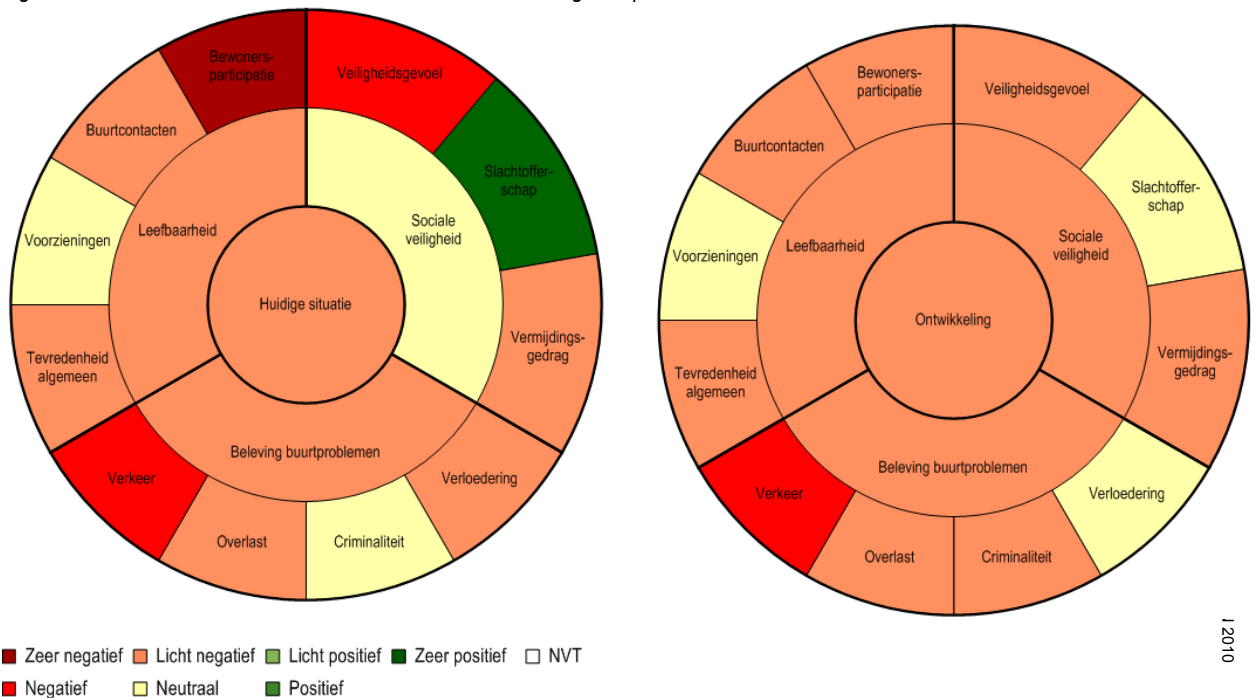 Bewoners-
participatie
Veiligheidsgevoel
Buurtcontacten
Slachtoffer-
schap
Voorzieningen
Leefbaarheid
Sociale
veiligheid
Huidige situatie
Tevredenheid
algemeen
Vermijdings-
gedrag
Beleving buurtproblemen
Verkeer
Verloedering
Overlast
Criminaliteit
Bewoners-
participatie
Veiligheidsgevoel
Buurtcontacten
Slachtoffer-
schap
Voorzieningen
Leefbaarheid
Sociale
veiligheid
Ontwikkeling
Tevredenheid
algemeen
Vermijdings-
gedrag
Beleving buurtproblemen
Verkeer
Verloedering
Overlast
Criminaliteit
Zeer negatief Licht negatief Licht positief Zeer positief NVT
Negatief Neutraal Positief
2010